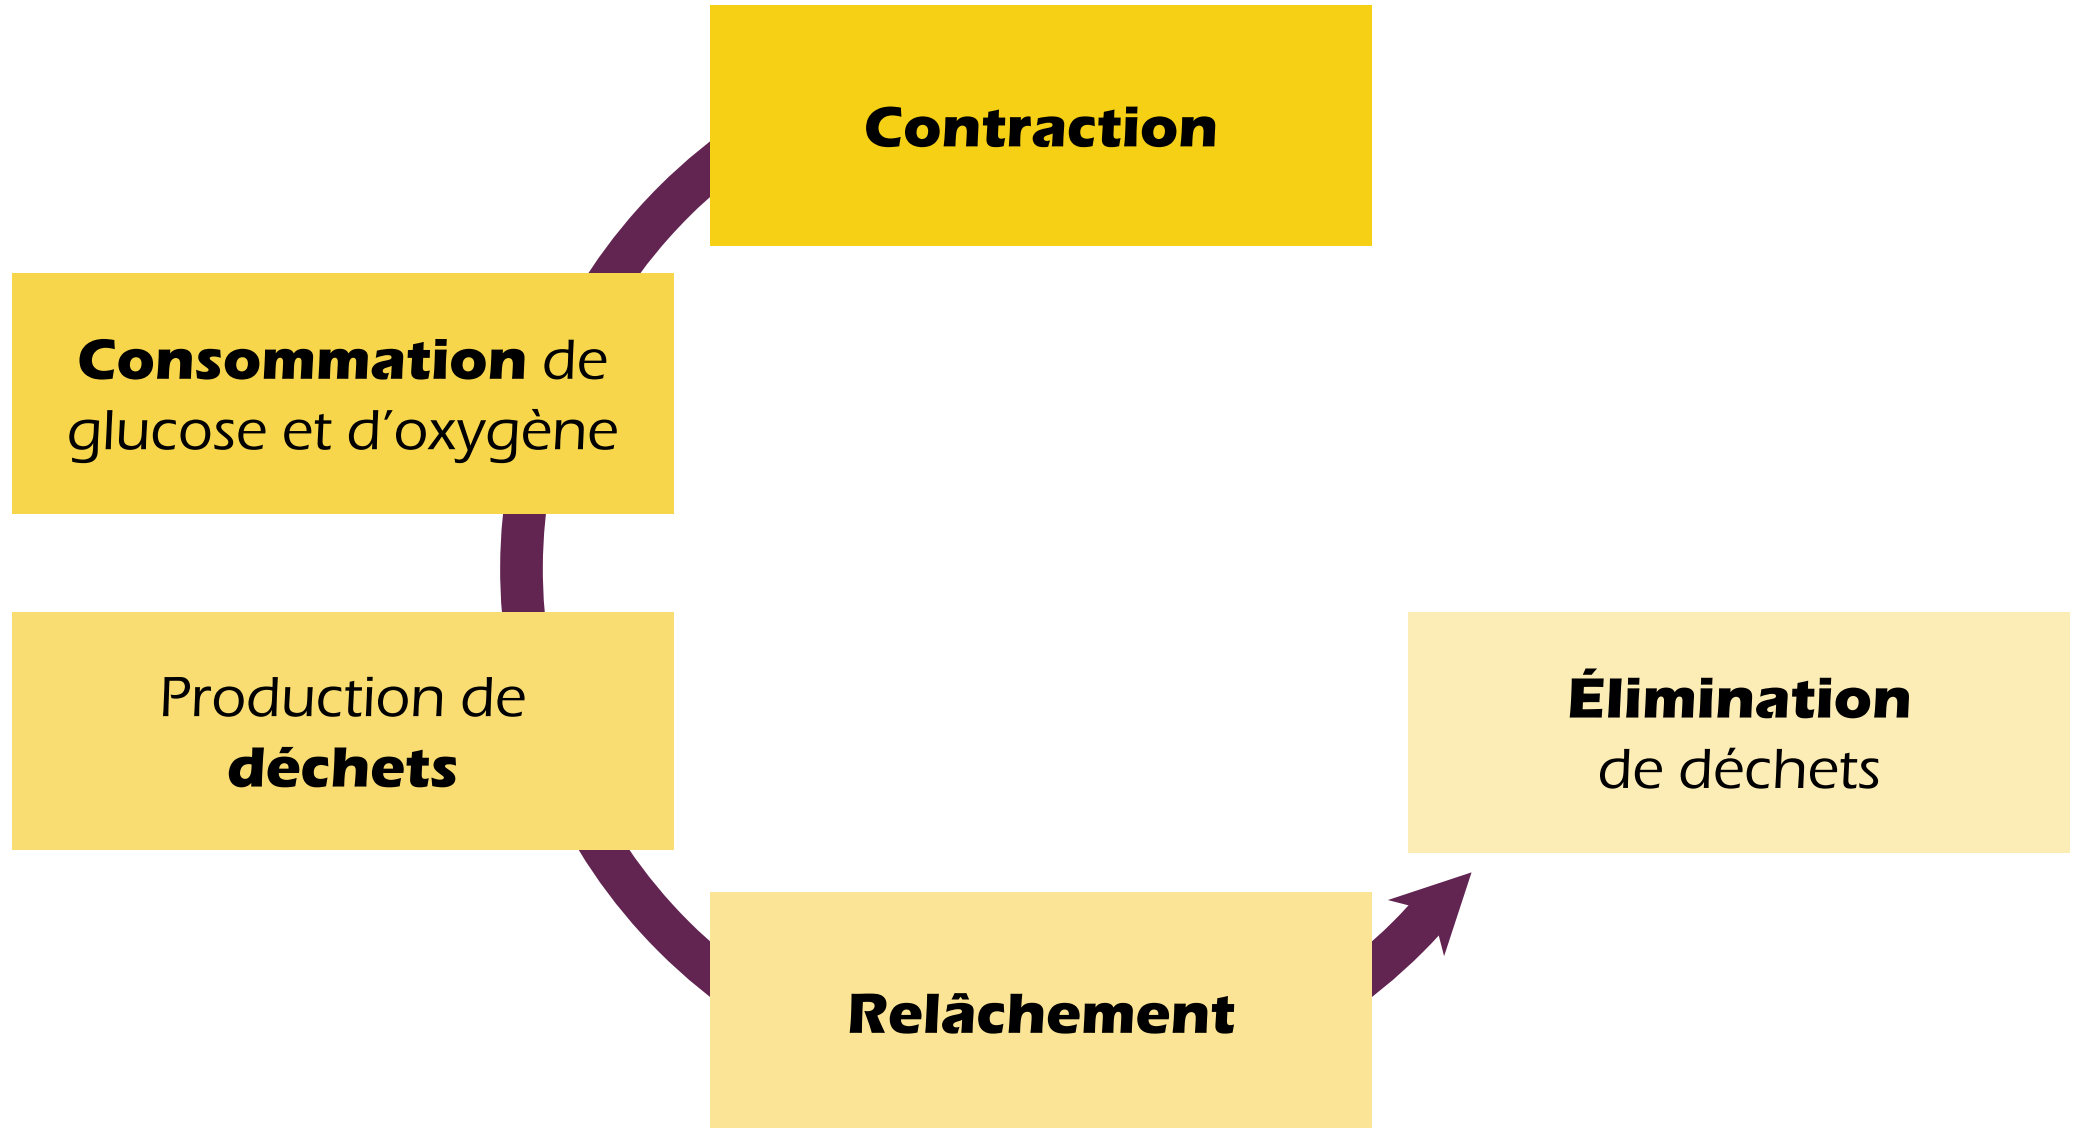 Contraction
Consommation de
glucose et d’oxygène
Production de
déchets
Relâchement
Élimination
de déchets